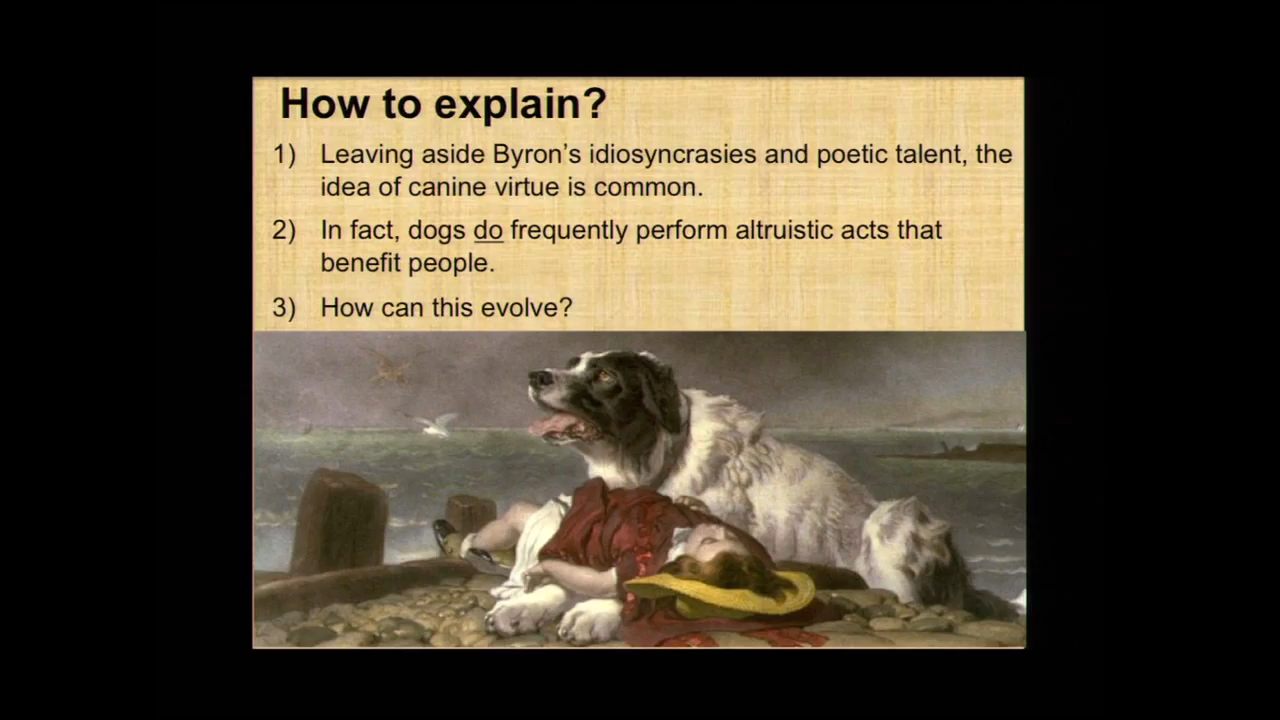 How to explain?
1) Leaving aside Byron’s idiosyncrasies and poetic talent, the
idea of canine virtue is common.
2) In fact, dogs do frequently perform altruistic acts that
benefit people.
3) How can this evolve?